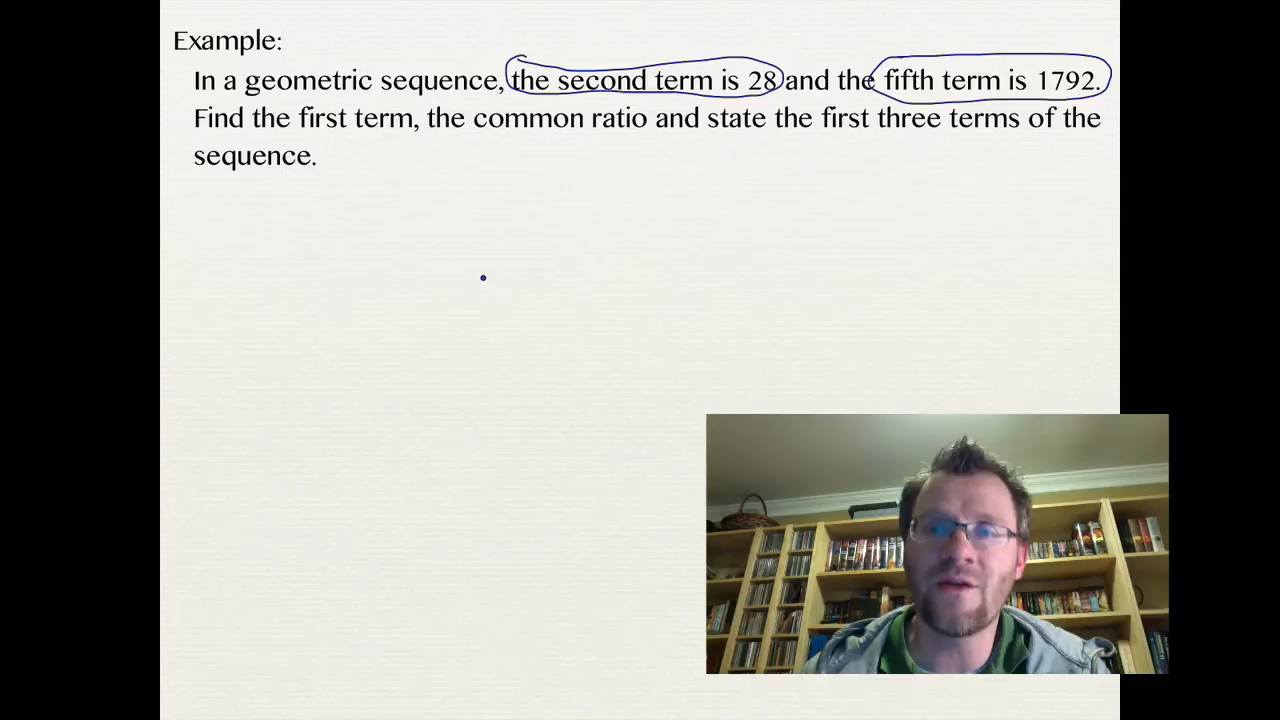 Example:
In a geometric sequence, the second term is 28 and the fifth term is 1792.
Find the first term, the common ratio and state the first three terms of the
sequence.